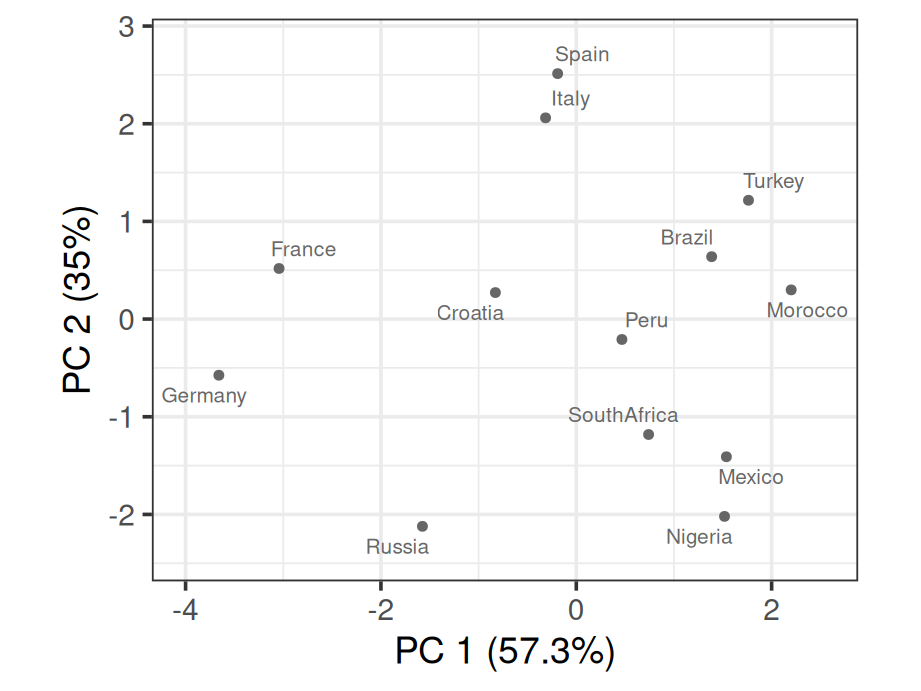 3
Spain
Italy
2
Turkey
1
Brazil
France
Morocco
Croatia
0
Peru
Germany
-1
SouthAfrica
Mexico
-2
Nigeria
Russia
-4
-2
0
2
PC 1 (57.3%)
PC 2 (35%)